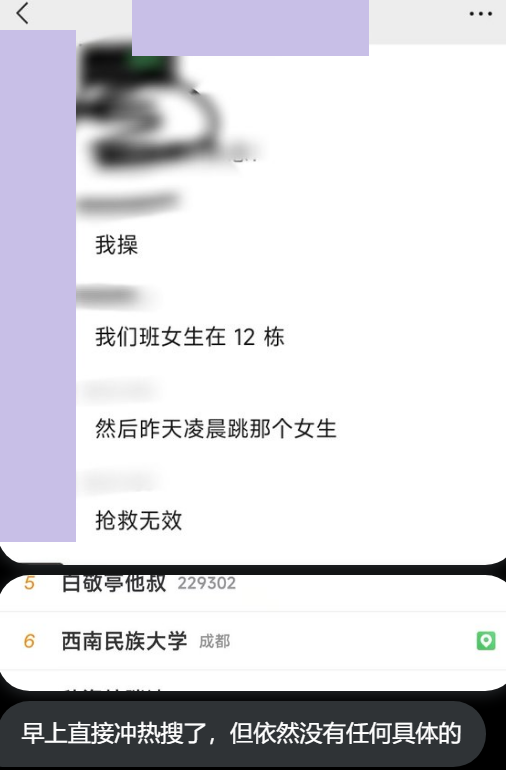 我操
我们班女生在 12 栋
然后昨天凌晨跳那个女生
抢救无效
5 白敬亭他叔 229302
6 西南民族大学 成都
早上直接冲热搜了，但依然没有任何具体的